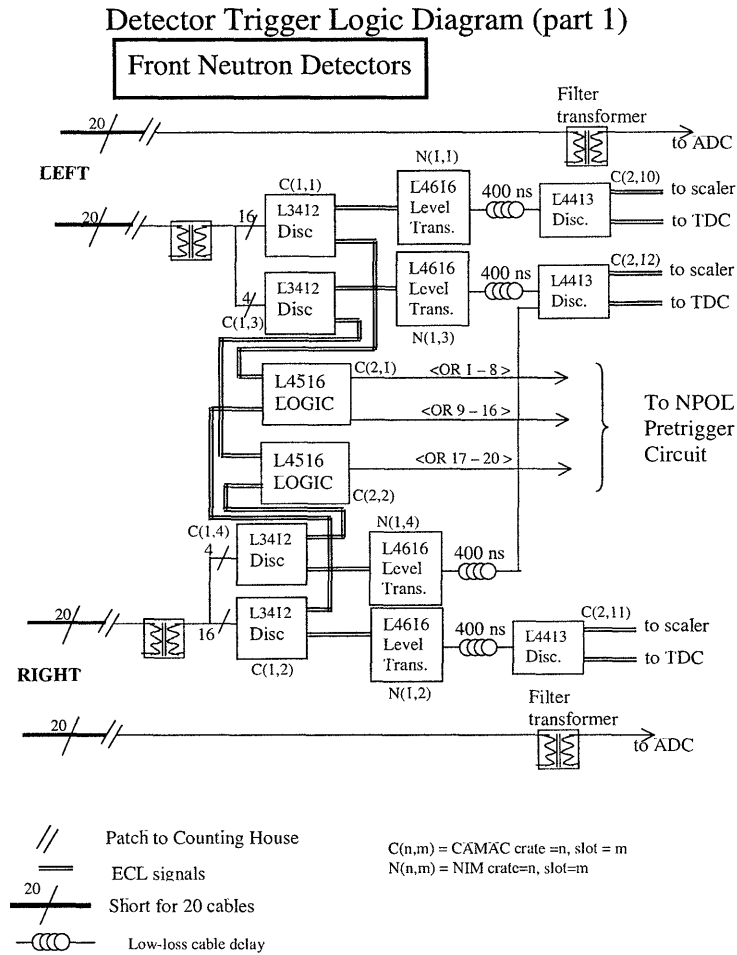 Detector Trigger Logic Diagram (part 1)
Front Neutron Detectors
Filter
transformer
20
to ADC
LEFT
C(1,1)
N(1,1)
C(2,10)
20
16
L3412
Disc
L4616
Level
Trans.
400 ns
L4413
Disc.
to scaler
to TDC
4
C(1,3)
L3412
Disc
L4616
Level
Trans.
N(1,3)
400 ns
C(2,12)
L4413
Disc.
to scaler
to TDC
L4516
LOGIC
C(2,1)
<OR 1 – 8 >
<OR 9 – 16 >
L4516
LOGIC
C(2,2)
<OR 17 – 20 >
To NPOL
Pretrigger
Circuit
C(1,4)
4
L3412
Disc
N(1,4)
L4616
Level
Trans.
400 ns
20
16
L3412
Disc
C(1,2)
L4616
Level
Trans.
N(1,2)
400 ns
C(2,11)
L4413
Disc.
to scaler
to TDC
RIGHT
Filter
transformer
20
to ADC
Patch to Counting House
ECL signals
20
Short for 20 cables
Low-loss cable delay
C(n,m) = CAMAC crate =n, slot = m
N(n,m) = NIM crate=n, slot=m